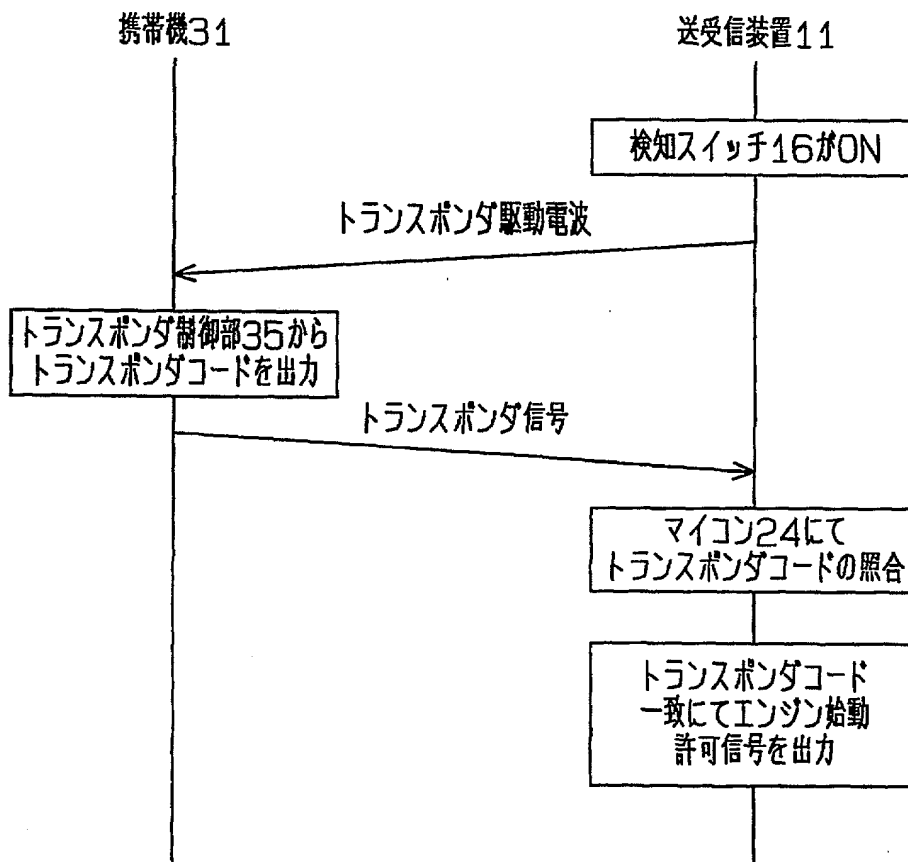 携帯機31
送受信装置11
検知スイッチ16がON
トランスポンダ駆動電波
トランスポンダ制御部35から
トランスポンダコードを出力
トランスポンダ信号
マイコン24にて
トランスポンダコードの照合
トランスポンダコード
一致にてエンジン始動
許可信号を出力